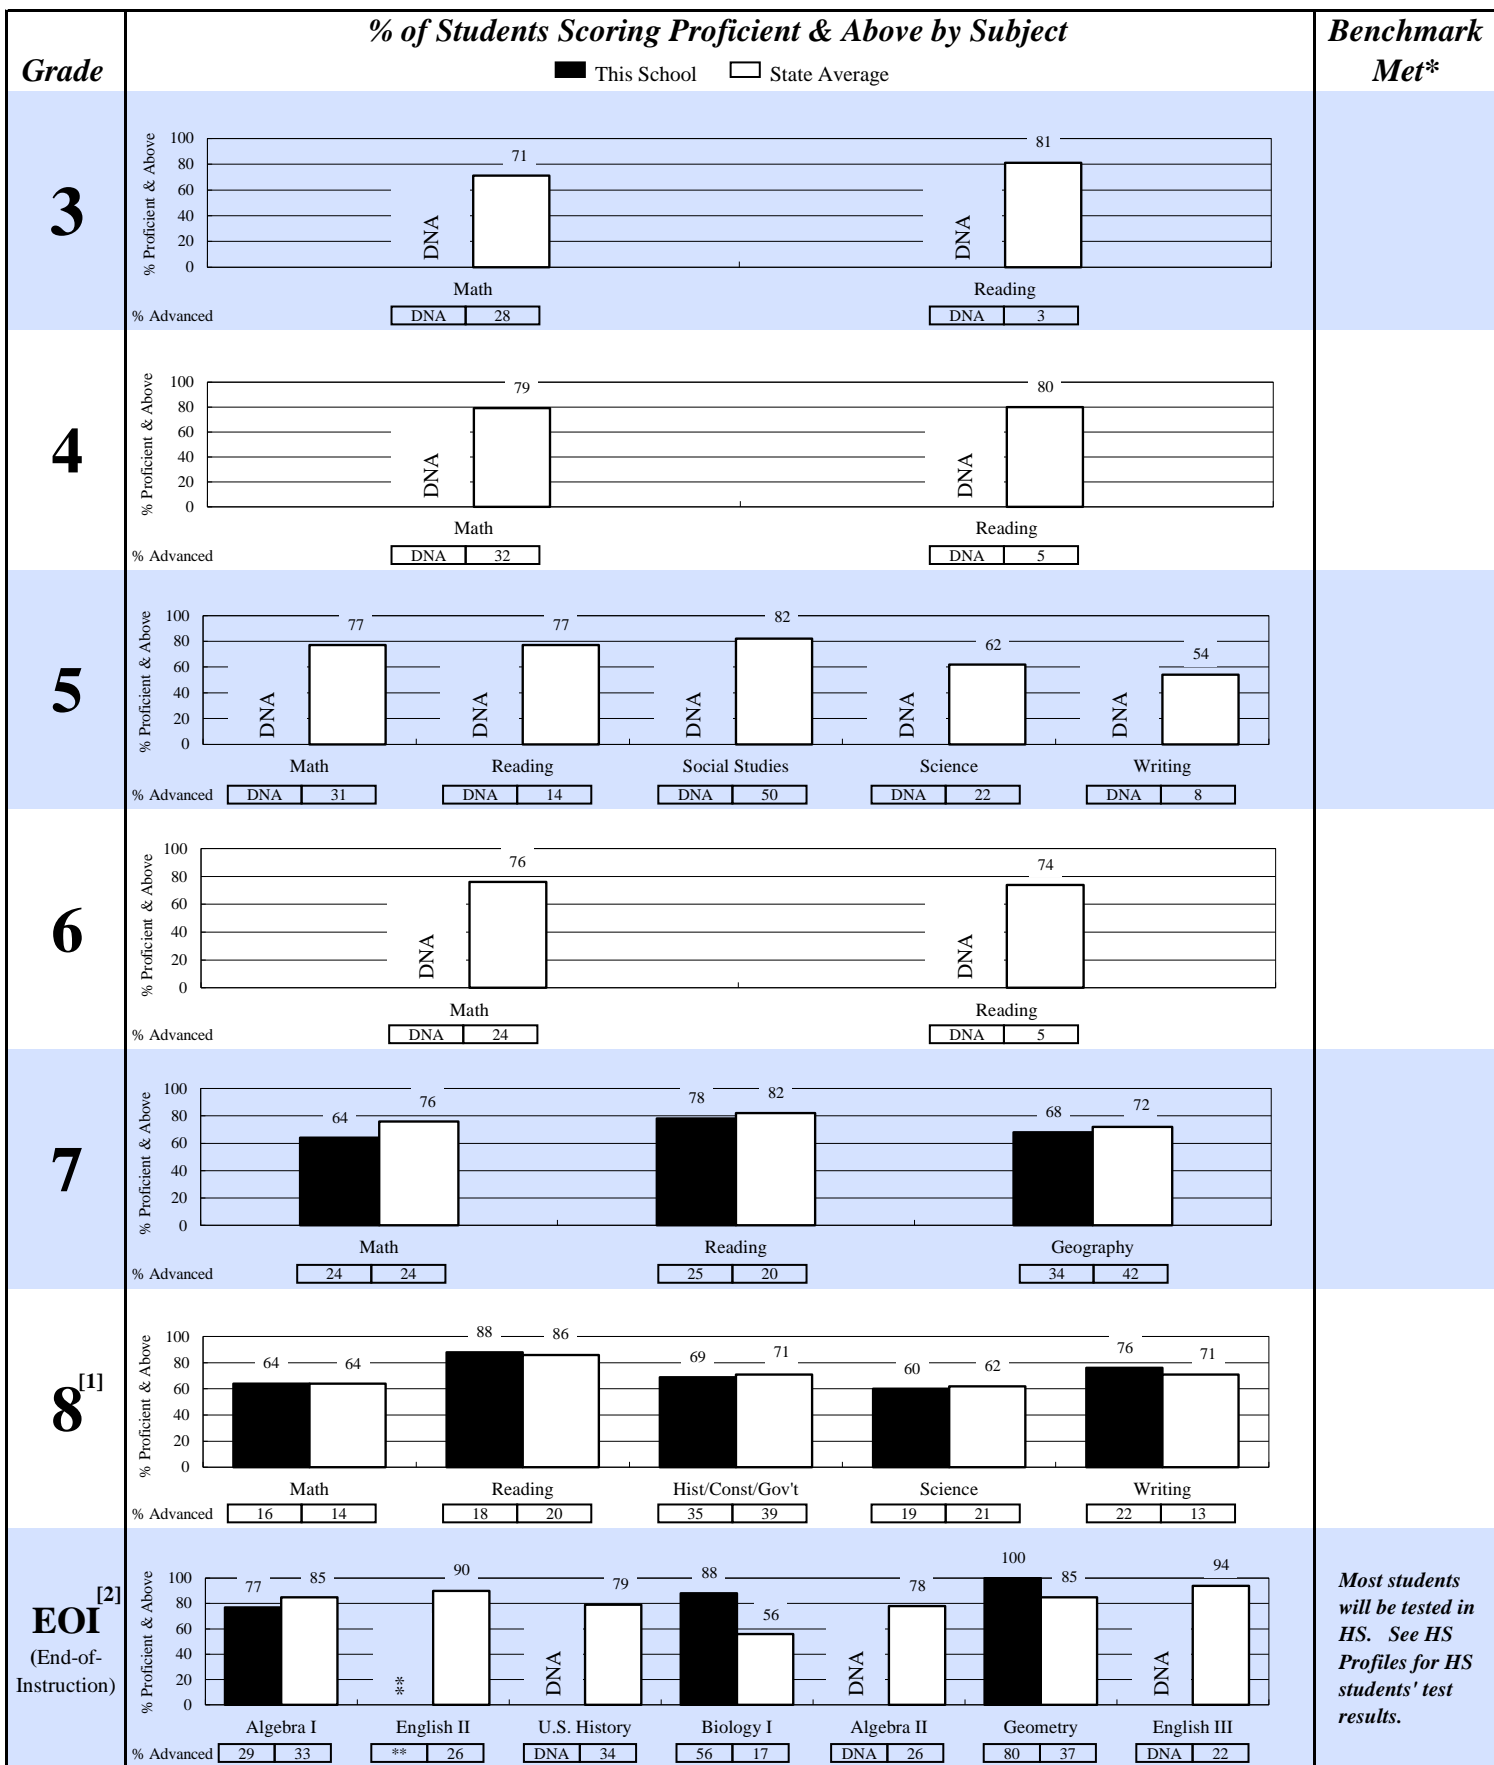 % of Students Scoring Proficient & Above by Subject
Benchmark
Met*
Grade
This School State Average
3
% Proficient & Above
100
80
60
40
20
0
DNA 71
DNA 81
Math Reading
% Advanced DNA 28 DNA 3
4
% Proficient & Above
100
80
60
40
20
0
DNA 79
DNA 80
Math Reading
% Advanced DNA 32 DNA 5
5
% Proficient & Above
100
80
60
40
20
0
DNA 77
DNA 77
DNA 82
DNA 62
DNA 54
Math Reading Social Studies Science Writing
% Advanced DNA 31 DNA 14 DNA 50 DNA 22 DNA 8
6
% Proficient & Above
100
80
60
40
20
0
DNA 76
DNA 74
Math Reading
% Advanced DNA 24 DNA 5
7
% Proficient & Above
100
80
60
40
20
0
64 76
78 82
68 72
Math Reading Geography
% Advanced 24 24 25 20 34 42
8[1]
% Proficient & Above
100
80
60
40
20
0
64 64
88 86
69 71
60 62
76 71
Math Reading Hist/Const/Gov't Science Writing
% Advanced 16 14 18 20 35 39 19 21 22 13
EOI[2]
(End-of-
Instruction)
% Proficient & Above
100
80
60
40
20
0
77 85
** 90
DNA 79
88 56
DNA 78
100 85
DNA 94
Algebra I English II U.S. History Biology I Algebra II Geometry English III
% Advanced 29 33 ** 26 DNA 34 56 17 DNA 26 80 37 DNA 22
Most students
will be tested in
HS. See HS
Profiles for HS
students' test
results.